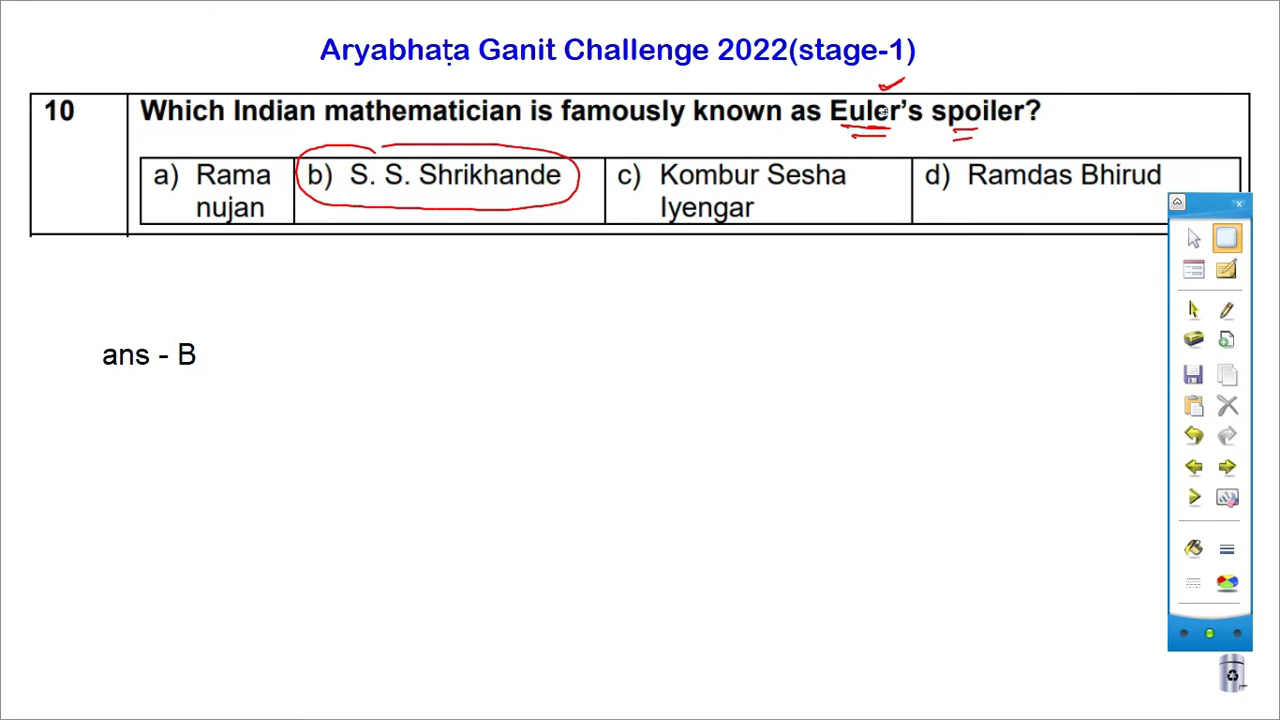 Aryabhaṭa Ganit Challenge 2022(stage-1)
10 Which Indian mathematician is famously known as Euler's spoiler?
a) Rama b) S. S. Shrikhande c) Kombur Sesha d) Ramdas Bhirud
nujan Iyengar
ans - B